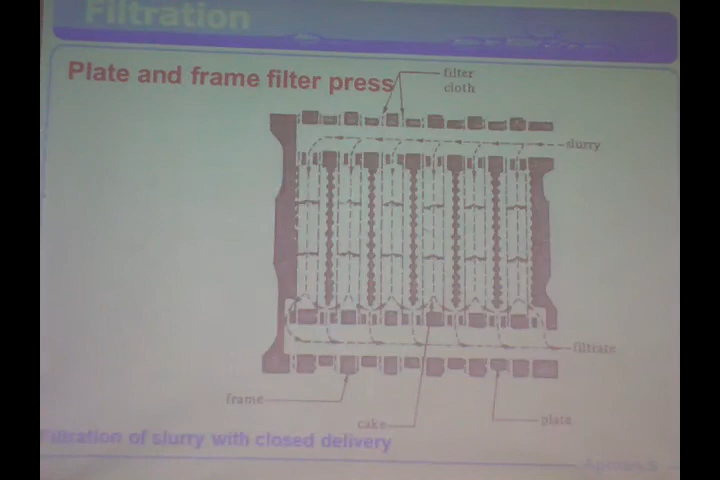 Filtration
Plate and frame filter press
filter
cloth
slurry
filtrate
frame
cake
plate
Filtration of slurry with closed delivery